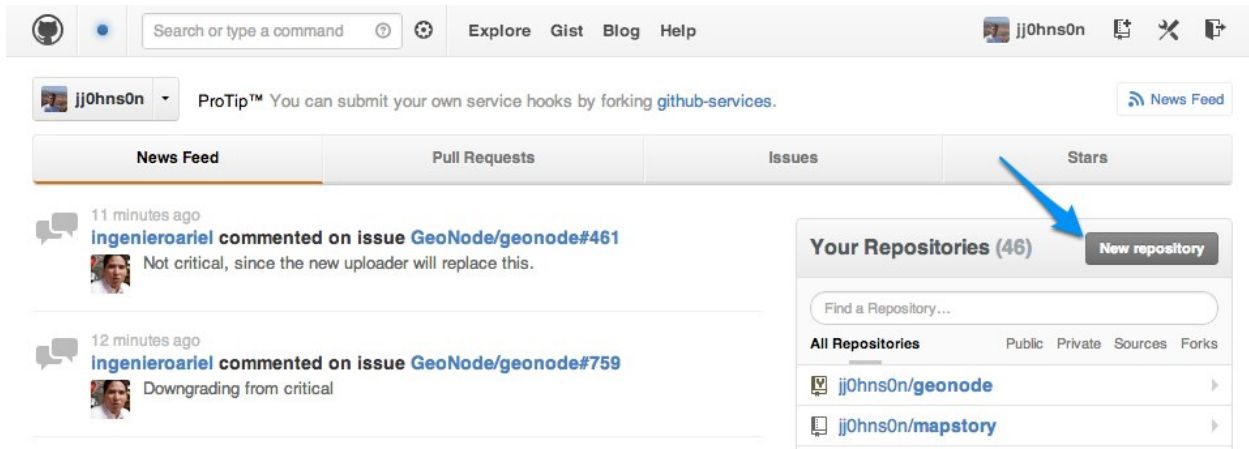 Search or type a command
Explore Gist Blog Help
jj0hns0n
jj0hns0n
ProTip™ You can submit your own service hooks by forking github-services.
News Feed
News Feed
Pull Requests
Issues
Stars
11 minutes ago
ingenieroariel commented on issue GeoNode/geonode#461
Not critical, since the new uploader will replace this.
12 minutes ago
ingenieroariel commented on issue GeoNode/geonode#759
Downgrading from critical
Your Repositories (46)
New repository
Find a Repository...
All Repositories Public Private Sources Forks
jj0hns0n/geonode
jj0hns0n/mapstory